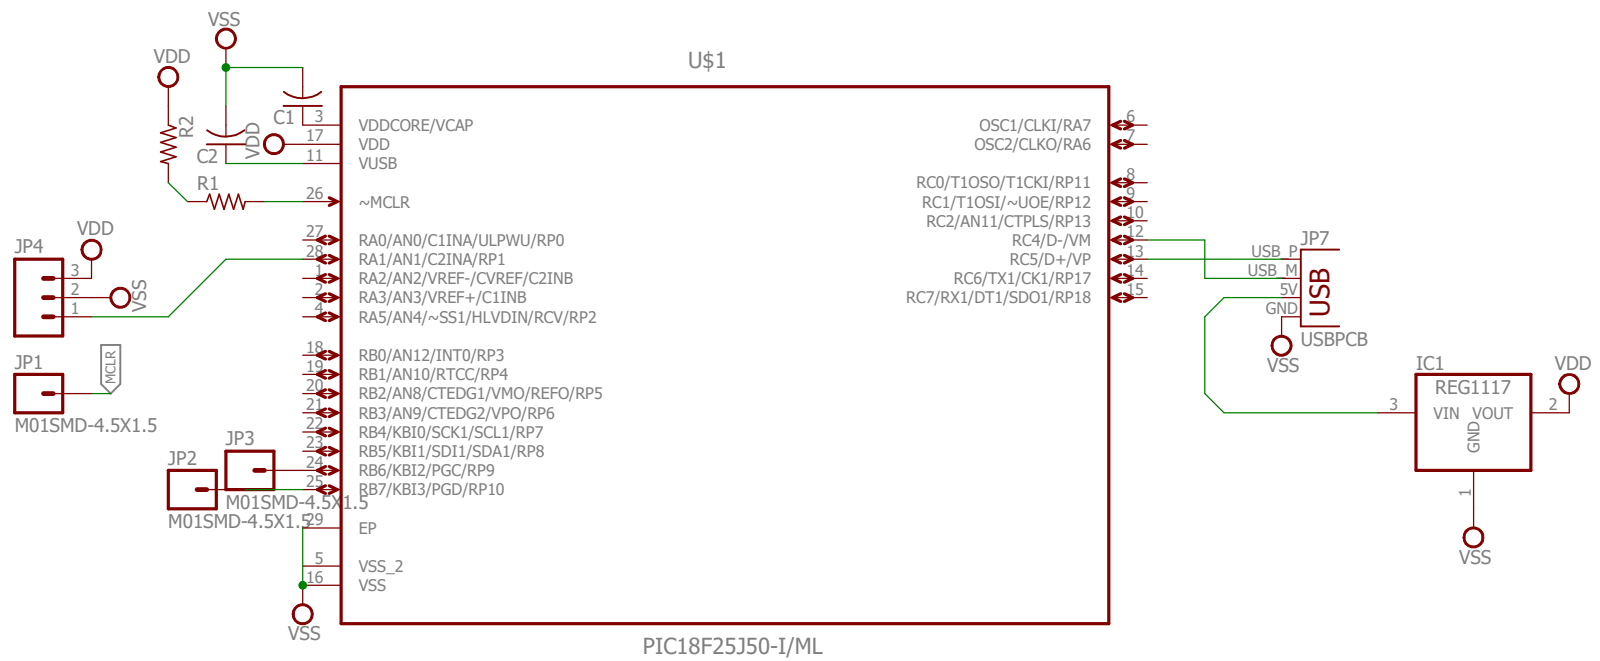 VSS
VDD
U$1
R2
C1
C2
VDD
R1
3 VDDCORE/VCAP
17 VDD
11 VUSB
26 ~MCLR
27 RA0/AN0/C1INA/ULPWU/RP0
28 RA1/AN1/C2INA/RP1
1 RA2/AN2/VREF-/CVREF/C2INB
2 RA3/AN3/VREF+/C1INB
4 RA5/AN4/~SS1/HLVDIN/RCV/RP2
18 RB0/AN12/INT0/RP3
19 RB1/AN10/RTCC/RP4
20 RB2/AN8/CTEDG1/VMO/REFO/RP5
21 RB3/AN9/CTEDG2/VPO/RP6
22 RB4/KBI0/SCK1/SCL1/RP7
23 RB5/KBI1/SDI1/SDA1/RP8
24 RB6/KBI2/PGC/RP9
25 RB7/KBI3/PGD/RP10
29 EP
5 VSS_2
16 VSS
VSS
OSC1/CLKI/RA7 6
OSC2/CLKO/RA6 7
RC0/T1OSO/T1CKI/RP11 8
RC1/T1OSI/~UOE/RP12 9
RC2/AN11/CTPLS/RP13 10
RC4/D-/VM 12
RC5/D+/VP 13
RC6/TX1/CK1/RP17 14
RC7/RX1/DT1/SDO1/RP18 15
PIC18F25J50-I/ML
JP4
VDD
3
2
VSS
1
JP1
MCLR
M01SMD-4.5X1.5
JP3
JP2
M01SMD-4.5X1.5
M01SMD-4.5X1.5
JP7
USB_P
USB_M
5V
GND
USB
USBPCB
VSS
IC1
REG1117
VDD
3 VIN VOUT 2
GND
1
VSS